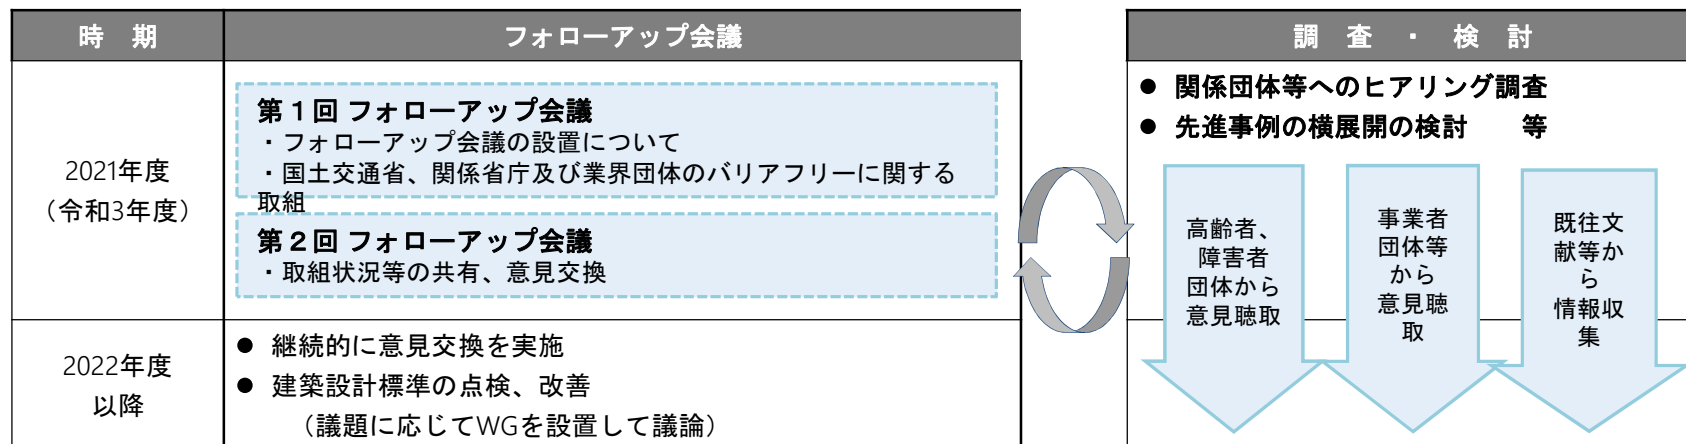 時　期
フォローアップ会議
2021年度
（令和3年度）
第１回 フォローアップ会議
・フォローアップ会議の設置について
・国土交通省、関係省庁及び業界団体のバリアフリーに関する
取組
第２回 フォローアップ会議
・取組状況等の共有、意見交換
2022年度
以降
● 継続的に意見交換を実施
● 建築設計標準の点検、改善
（議題に応じてWGを設置して議論）
調　査　・　検　討
● 関係団体等へのヒアリング調査
● 先進事例の横展開の検討　　等
高齢者、
障害者
団体から
意見聴取
事業者
団体等
から
意見聴
取
既往文
献等か
ら
情報収
集